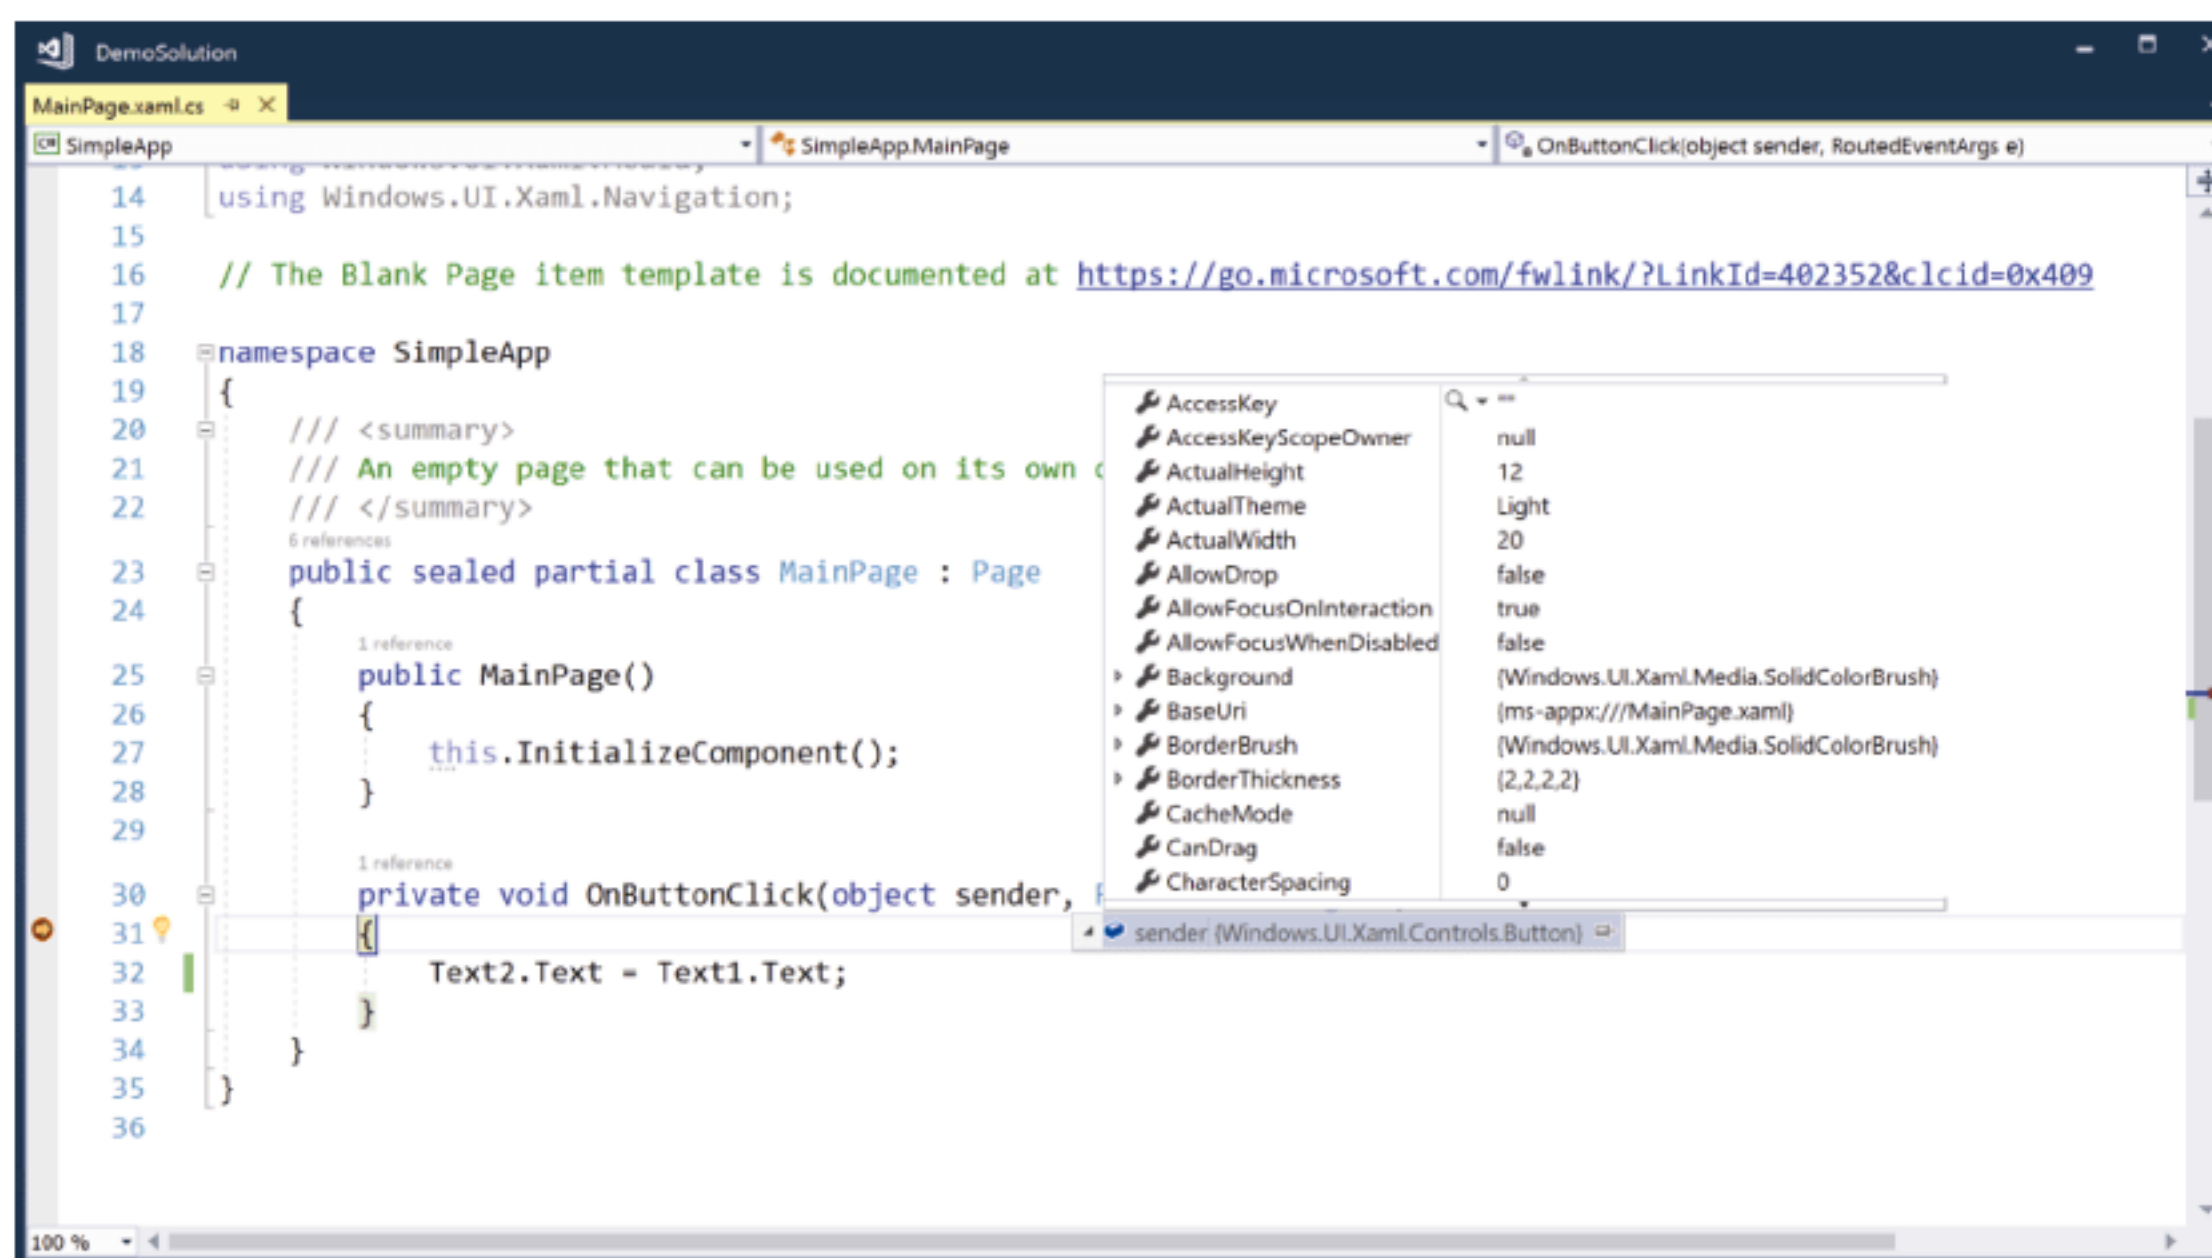 DemoSolution
MainPage.xaml.cs
SimpleApp
SimpleApp.MainPage
OnButtonClick(object sender, RoutedEventArgs e)
14 using Windows.UI.Xaml.Navigation;
15
16 // The Blank Page item template is documented at https://go.microsoft.com/fwlink/?LinkId=402352&clcid=0x409
17
18 namespace SimpleApp
19 {
20 /// <summary>
21 /// An empty page that can be used on its own
22 /// </summary>
6 references
23 public sealed partial class MainPage : Page
24 {
1 reference
25 public MainPage()
26 {
27 this.InitializeComponent();
28 }
29
1 reference
30 private void OnButtonClick(object sender,
31 {
32 Text2.Text = Text1.Text;
33 }
34 }
35 }
36
AccessKey ""
AccessKeyScopeOwner null
ActualHeight 12
ActualTheme Light
ActualWidth 20
AllowDrop false
AllowFocusOnInteraction true
AllowFocusWhenDisabled false
Background {Windows.UI.Xaml.Media.SolidColorBrush}
BaseUri {ms-appx:///MainPage.xaml}
BorderBrush {Windows.UI.Xaml.Media.SolidColorBrush}
BorderThickness {2,2,2,2}
CacheMode null
CanDrag false
CharacterSpacing 0
sender {Windows.UI.Xaml.Controls.Button}
100 %